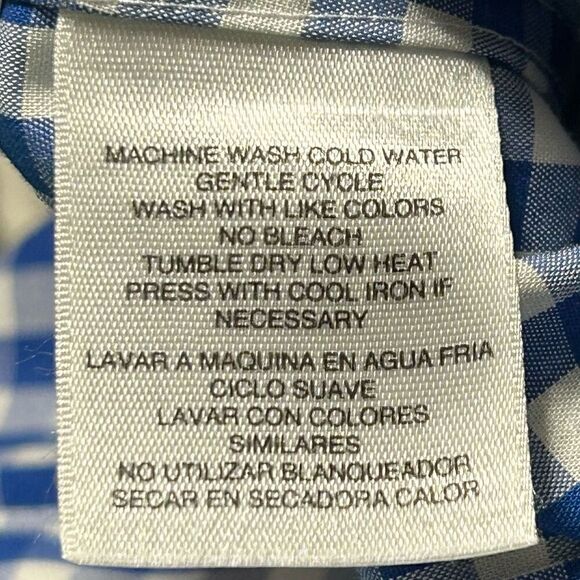 MACHINE WASH COLD WATER
GENTLE CYCLE
WASH WITH LIKE COLORS
NO BLEACH
TUMBLE DRY LOW HEAT
PRESS WITH COOL IRON IF
NECESSARY
LAVAR A MAQUINA EN AGUA FRIA
CICLO SUAVE
LAVAR CON COLORES
SIMILARES
NO UTILIZAR BLANQUEADOR
SECAR EN SECADORA CALOR